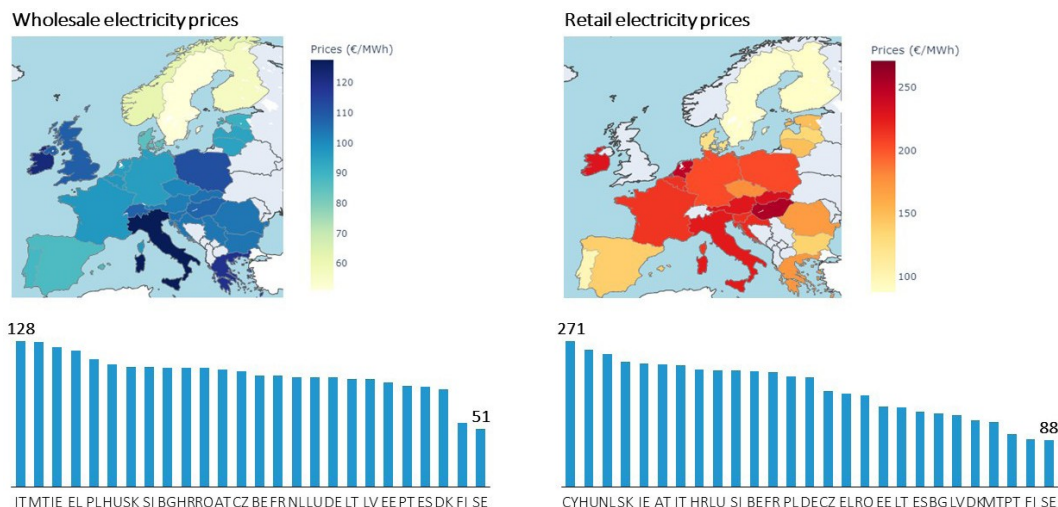 Wholesale electricity prices
Prices (€/MWh)
120
110
100
90
80
70
60
128
51
IT MT IE EL PL HU SK SI BG HR RO AT CZ BE FR NL LU DE LT LV EE PT ES DK FI SE
Retail electricity prices
Prices (€/MWh)
250
200
150
100
271
88
CY HU NL SK IE AT IT HR LU SI BE FR PL DE CZ EL RO EE LT ES BG LV DK MT PT FI SE